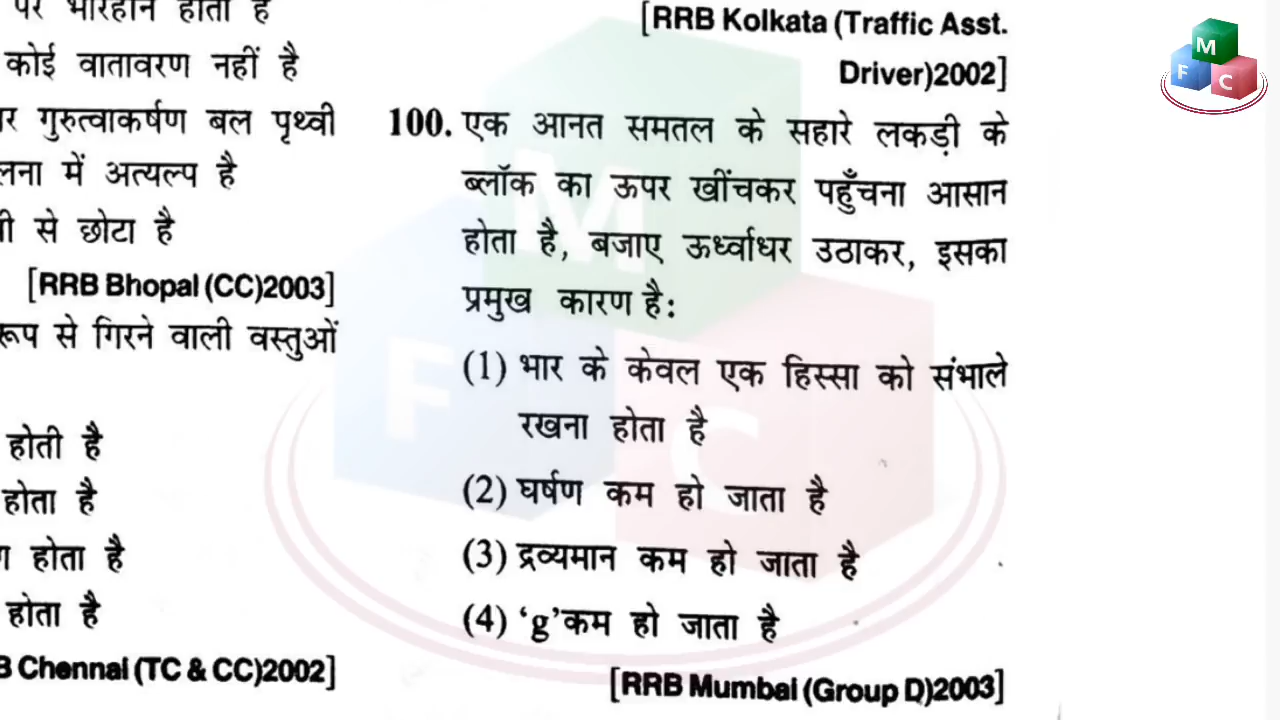 पर भारहीन होता है
कोई वातावरण नहीं है
गुरुत्वाकर्षण बल पृथ्वी
में अत्यल्प है
से छोटा है
[RRB Bhopal (CC)2003]
रूप से गिरने वाली वस्तुओं
होती है
होता है
होता है
होता है
Chennai (TC & CC)2002]
[RRB Kolkata (Traffic Asst.
Driver)2002]
100. एक आनत समतल के सहारे लकड़ी के
ब्लॉक का ऊपर खींचकर पहुँचना आसान
होता है, बजाए ऊर्ध्वाधर उठाकर, इसका
प्रमुख कारण है:
(1) भार के केवल एक हिस्सा को संभाले
रखना होता है
(2) घर्षण कम हो जाता है
(3) द्रव्यमान कम हो जाता है
(4) ‘g’कम हो जाता है
[RRB Mumbai (Group D)2003]
M
F
C
M
F
C